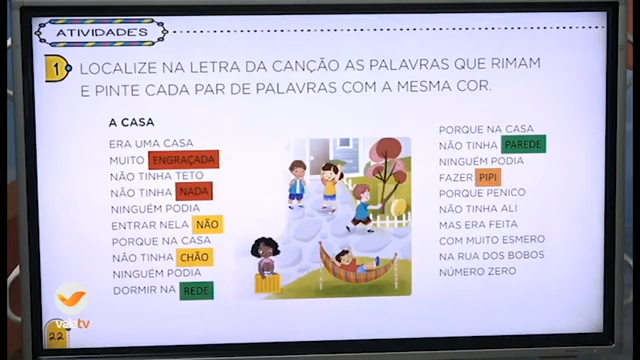 ATIVIDADES
1 LOCALIZE NA LETRA DA CANÇÃO AS PALAVRAS QUE RIMAM
E PINTE CADA PAR DE PALAVRAS COM A MESMA COR.
A CASA
ERA UMA CASA
MUITO ENGRAÇADA
NÃO TINHA TETO
NÃO TINHA NADA
NINGUÉM PODIA
ENTRAR NELA NÃO
PORQUE NA CASA
NÃO TINHA CHÃO
NINGUÉM PODIA
DORMIR NA REDE
PORQUE NA CASA
NÃO TINHA PAREDE
NINGUÉM PODIA
FAZER PIPI
PORQUE PENICO
NÃO TINHA ALI
MAS ERA FEITA
COM MUITO ESMERO
NA RUA DOS BOBOS
NÚMERO ZERO
22